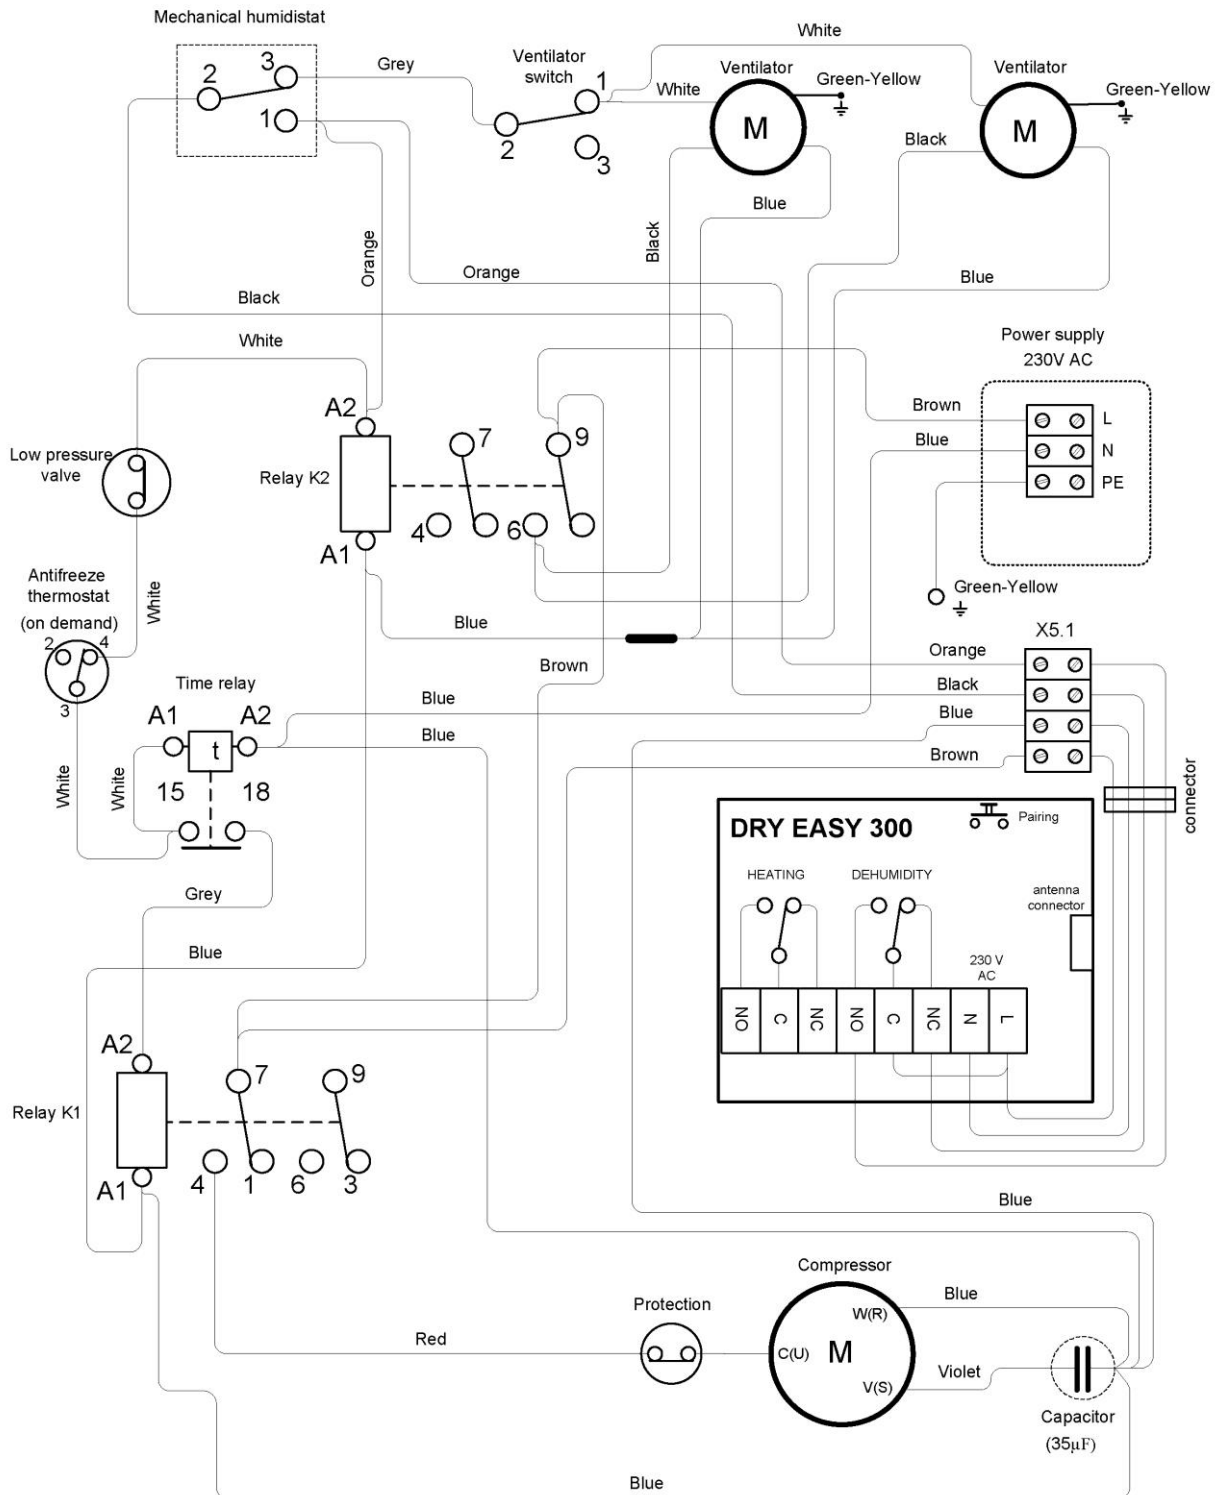 Mechanical humidistat
2
3
1
Grey
Ventilator
switch
1
2
3
White
White
Ventilator
M
Green-Yellow
Ventilator
M
Green-Yellow
Black
Blue
Black
Blue
Orange
Orange
Black
White
Power supply
230V AC
Brown
Blue
L
N
PE
Green-Yellow
A2
Relay K2
A1
7
9
4
6
Low pressure
valve
Antifreeze
thermostat
(on demand)
2
4
3
White
Blue
Brown
Time relay
A1
A2
t
15
18
White
White
Blue
Blue
X5.1
Orange
Black
Blue
Brown
connector
DRY EASY 300
Pairing
HEATING
DEHUMIDITY
antenna
connector
230 V
AC
NO
C
NC
NO
C
NC
N
L
Grey
Blue
A2
Relay K1
A1
7
9
4
1
6
3
Blue
Compressor
W(R)
C(U)
M
V(S)
Protection
Red
Blue
Violet
Capacitor
(35µF)
Blue